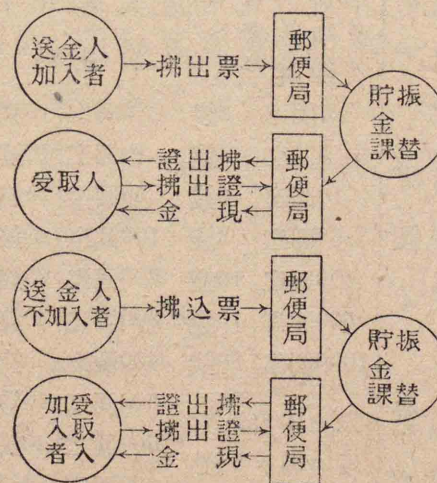 送金人
加入者
拂出票
郵便局
振替
貯金課
受取人
拂出證
拂出證
現金
郵便局
送金人
不加入者
拂込票
郵便局
振替
貯金課
受取人
加入者
拂出證
拂出證
現金
郵便局